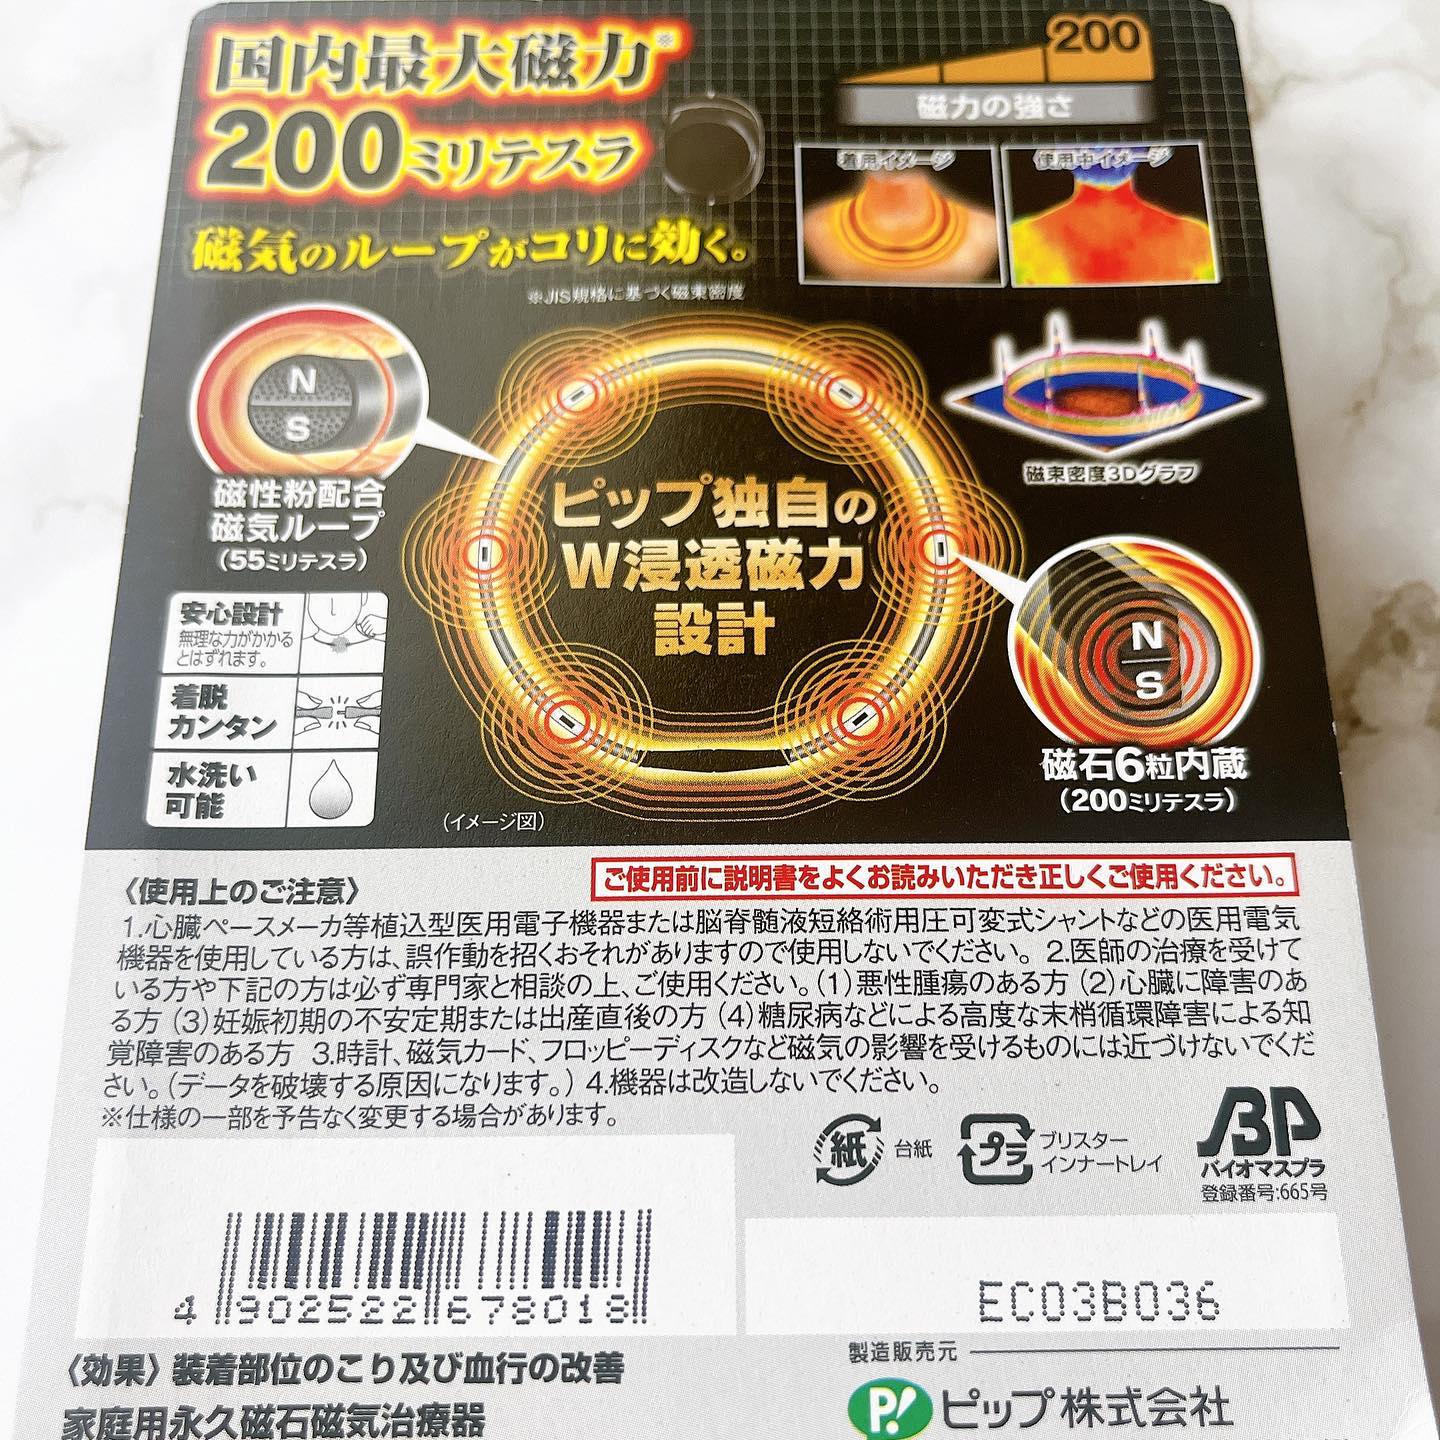 国内最大磁力※
200ミリテスラ
磁気のループがコリに効く。
※JIS規格に基づく磁束密度
200
磁力の強さ
着用イメージ
使用中イメージ
N
S
磁性粉配合
磁気ループ
(55ミリテスラ)
ピップ独自の
W浸透磁力
設計
磁束密度3Dグラフ
N
S
磁石6粒内蔵
(200ミリテスラ)
安心設計
無理な力がかかる
とはずれます。
着脱
カンタン
水洗い
可能
(イメージ図)
ご使用前に説明書をよくお読みいただき正しくご使用ください。
〈使用上のご注意〉
1.心臓ペースメーカ等植込型医用電子機器または脳脊髄液短絡術用圧可変式シャントなどの医用電気
機器を使用している方は、誤作動を招くおそれがありますので使用しないでください。 2.医師の治療を受けて
いる方や下記の方は必ず専門家と相談の上、ご使用ください。(1)悪性腫瘍のある方 (2)心臓に障害のあ
る方 (3)妊娠初期の不安定期または出産直後の方 (4)糖尿病などによる高度な末梢循環障害による知
覚障害のある方 3.時計、磁気カード、フロッピーディスクなど磁気の影響を受けるものには近づけないでくだ
さい。(データを破壊する原因になります。) 4.機器は改造しないでください。
※仕様の一部を予告なく変更する場合があります。
紙
台紙
プラ
ブリスター
インナートレイ
BP
バイオマスプラ
登録番号:665号
4 902522 678018
EC03B036
〈効果〉装着部位のこり及び血行の改善
家庭用永久磁石磁気治療器
製造販売元
P!
ピップ株式会社